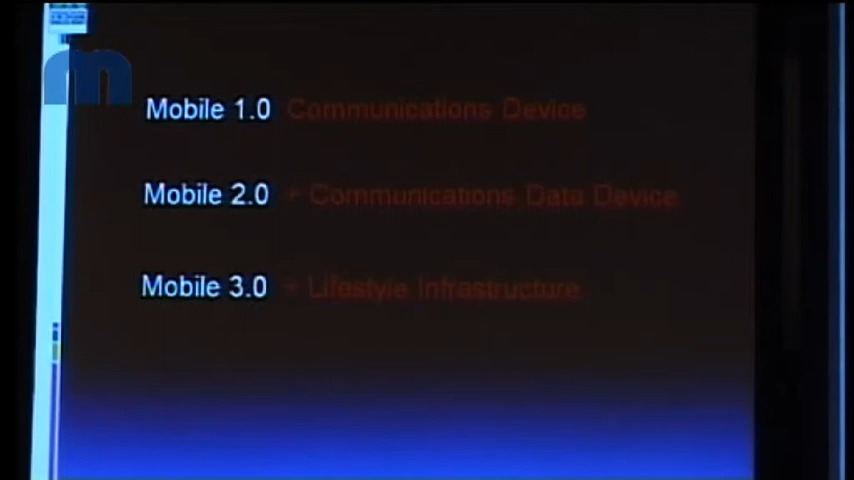 m
Mobile 1.0 Communications Device
Mobile 2.0 + Communications Data Device
Mobile 3.0 + Lifestyle Infrastructure